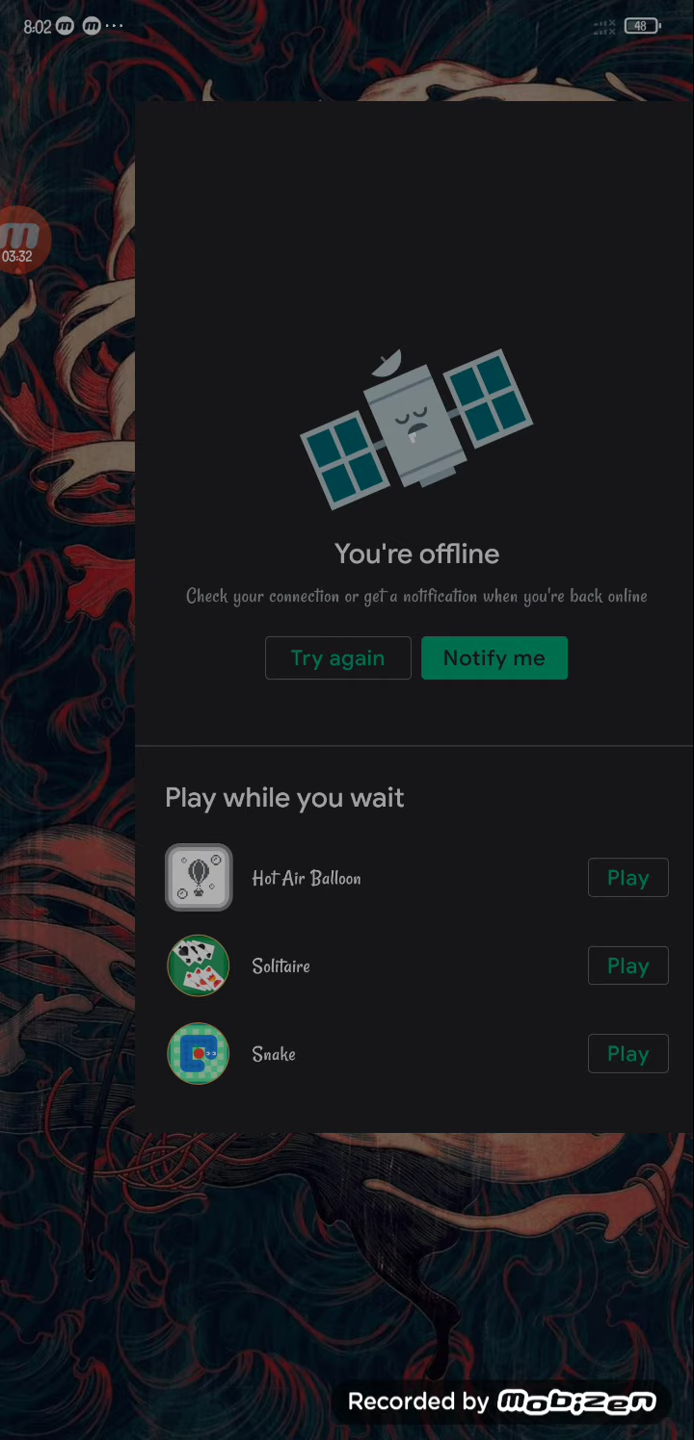 8:02
48
03:32
You're offline
Check your connection or get a notification when you're back online
Try again
Notify me
Play while you wait
Hot Air Balloon
Play
Solitaire
Play
Snake
Play
Recorded by mobizen